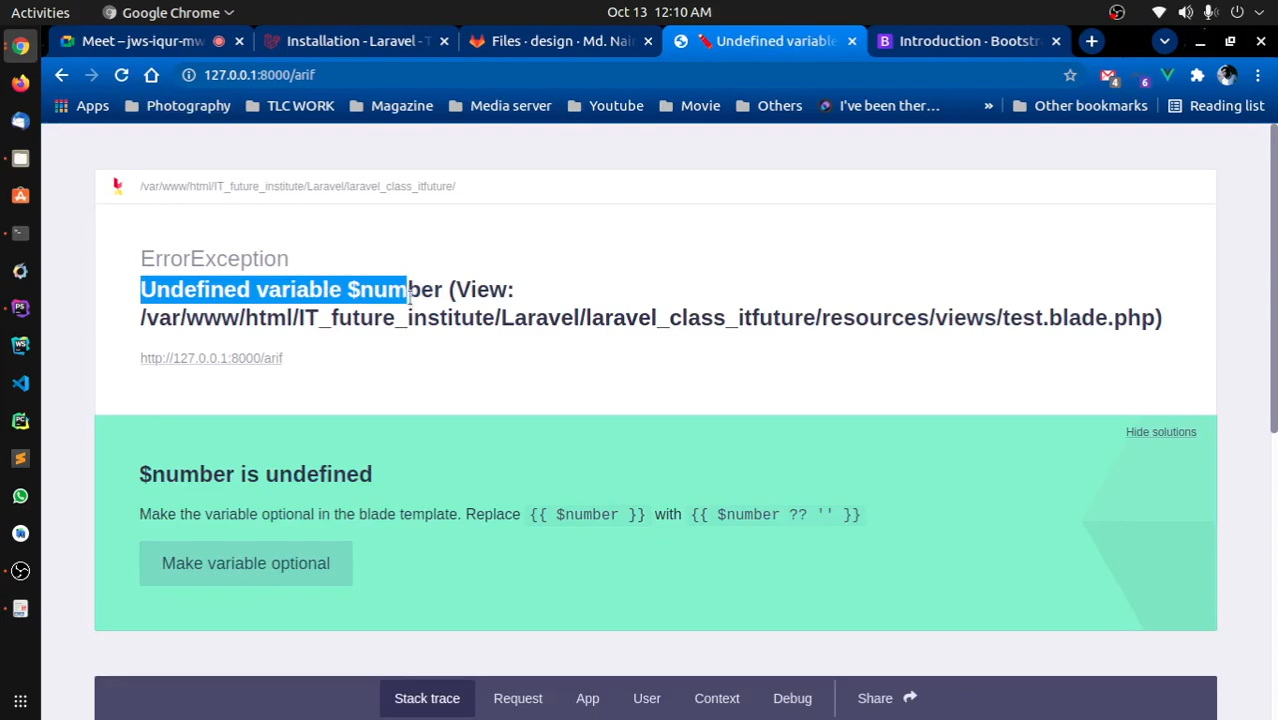 Activities
Google Chrome
Oct 13 12:10 AM
Meet – jws-iqur-mw
Installation - Laravel - T
Files · design · Md. Nair
Undefined variable
Introduction · Bootstr
127.0.0.1:8000/arif
4
6
Apps
Photography
TLC WORK
Magazine
Media server
Youtube
Movie
Others
I've been ther…
»
Other bookmarks
Reading list
/var/www/html/IT_future_institute/Laravel/laravel_class_itfuture/
ErrorException
Undefined variable $number (View:
/var/www/html/IT_future_institute/Laravel/laravel_class_itfuture/resources/views/test.blade.php)
http://127.0.0.1:8000/arif
Hide solutions
$number is undefined
Make the variable optional in the blade template. Replace {{ $number }} with {{ $number ?? '' }}
Make variable optional
Stack trace
Request
App
User
Context
Debug
Share